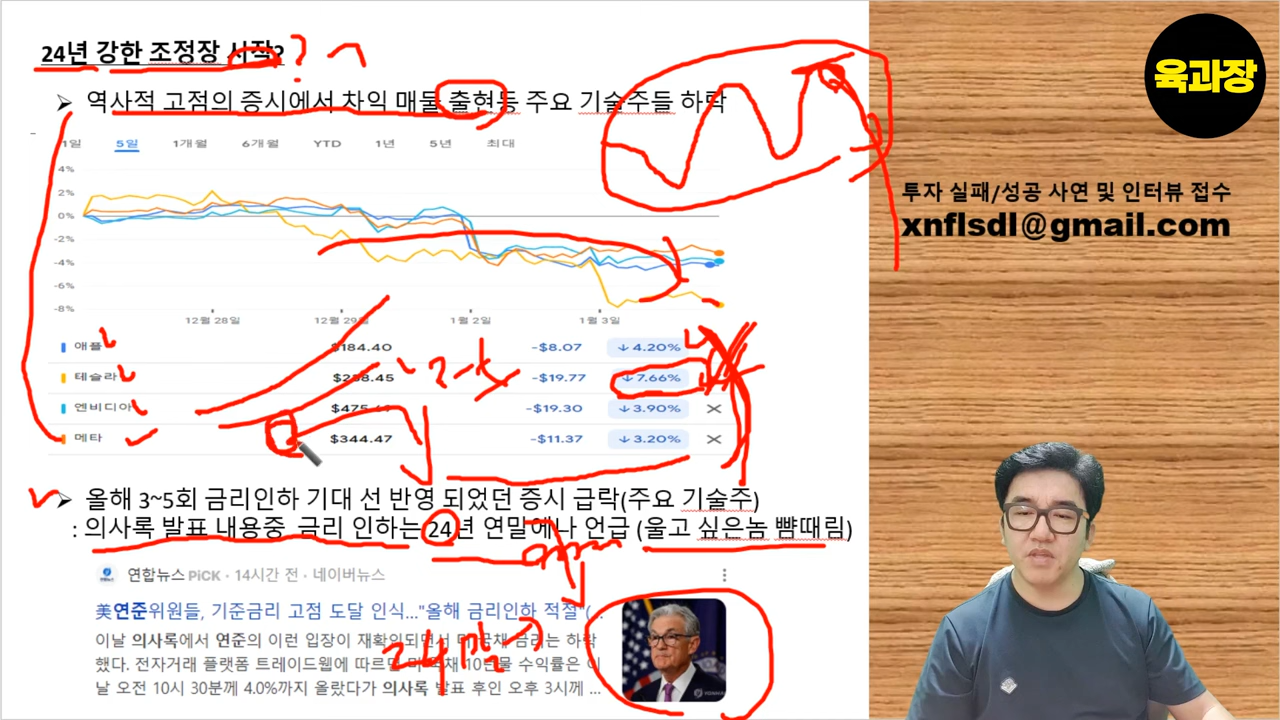 24년 강한 조정장 시작?
육과장
➤ 역사적 고점의 증시에서 차익 매물 출현등 주요 기술주들 하락
1일 5일 1개월 6개월 YTD 1년 5년 최대
4%
2%
0%
-2%
-4%
-6%
-8%
12월 28일 12월 29일 1월 2일 1월 3일
투자 실패/성공 사연 및 인터뷰 접수
xnflsdl@gmail.com
애플 $184.40 -$8.07 ↓ 4.20%
테슬라 -$19.77 ↓ 7.66%
엔비디아 -$19.30 ↓ 3.90%
메타 $344.47 -$11.37 ↓ 3.20%
➤ 올해 3~5회 금리인하 기대 선 반영 되었던 증시 급락(주요 기술주)
: 의사록 발표 내용중 금리 인하는 24년 연말에나 언급 (울고 싶은놈 뺨때림)
연합뉴스 PiCK · 14시간 전 · 네이버뉴스
美연준위원들, 기준금리 고점 도달 인식..."올해 금리인하 적절"(...
이날 의사록에서 연준의 이런 입장이 재확인되면서 금리는 하락
했다. 전자거래 플랫폼 트레이드웹에 따르면 10년물 수익률은 이
날 오전 10시 30분께 4.0%까지 올랐다가 의사록 발표 후인 오후 3시께 ...